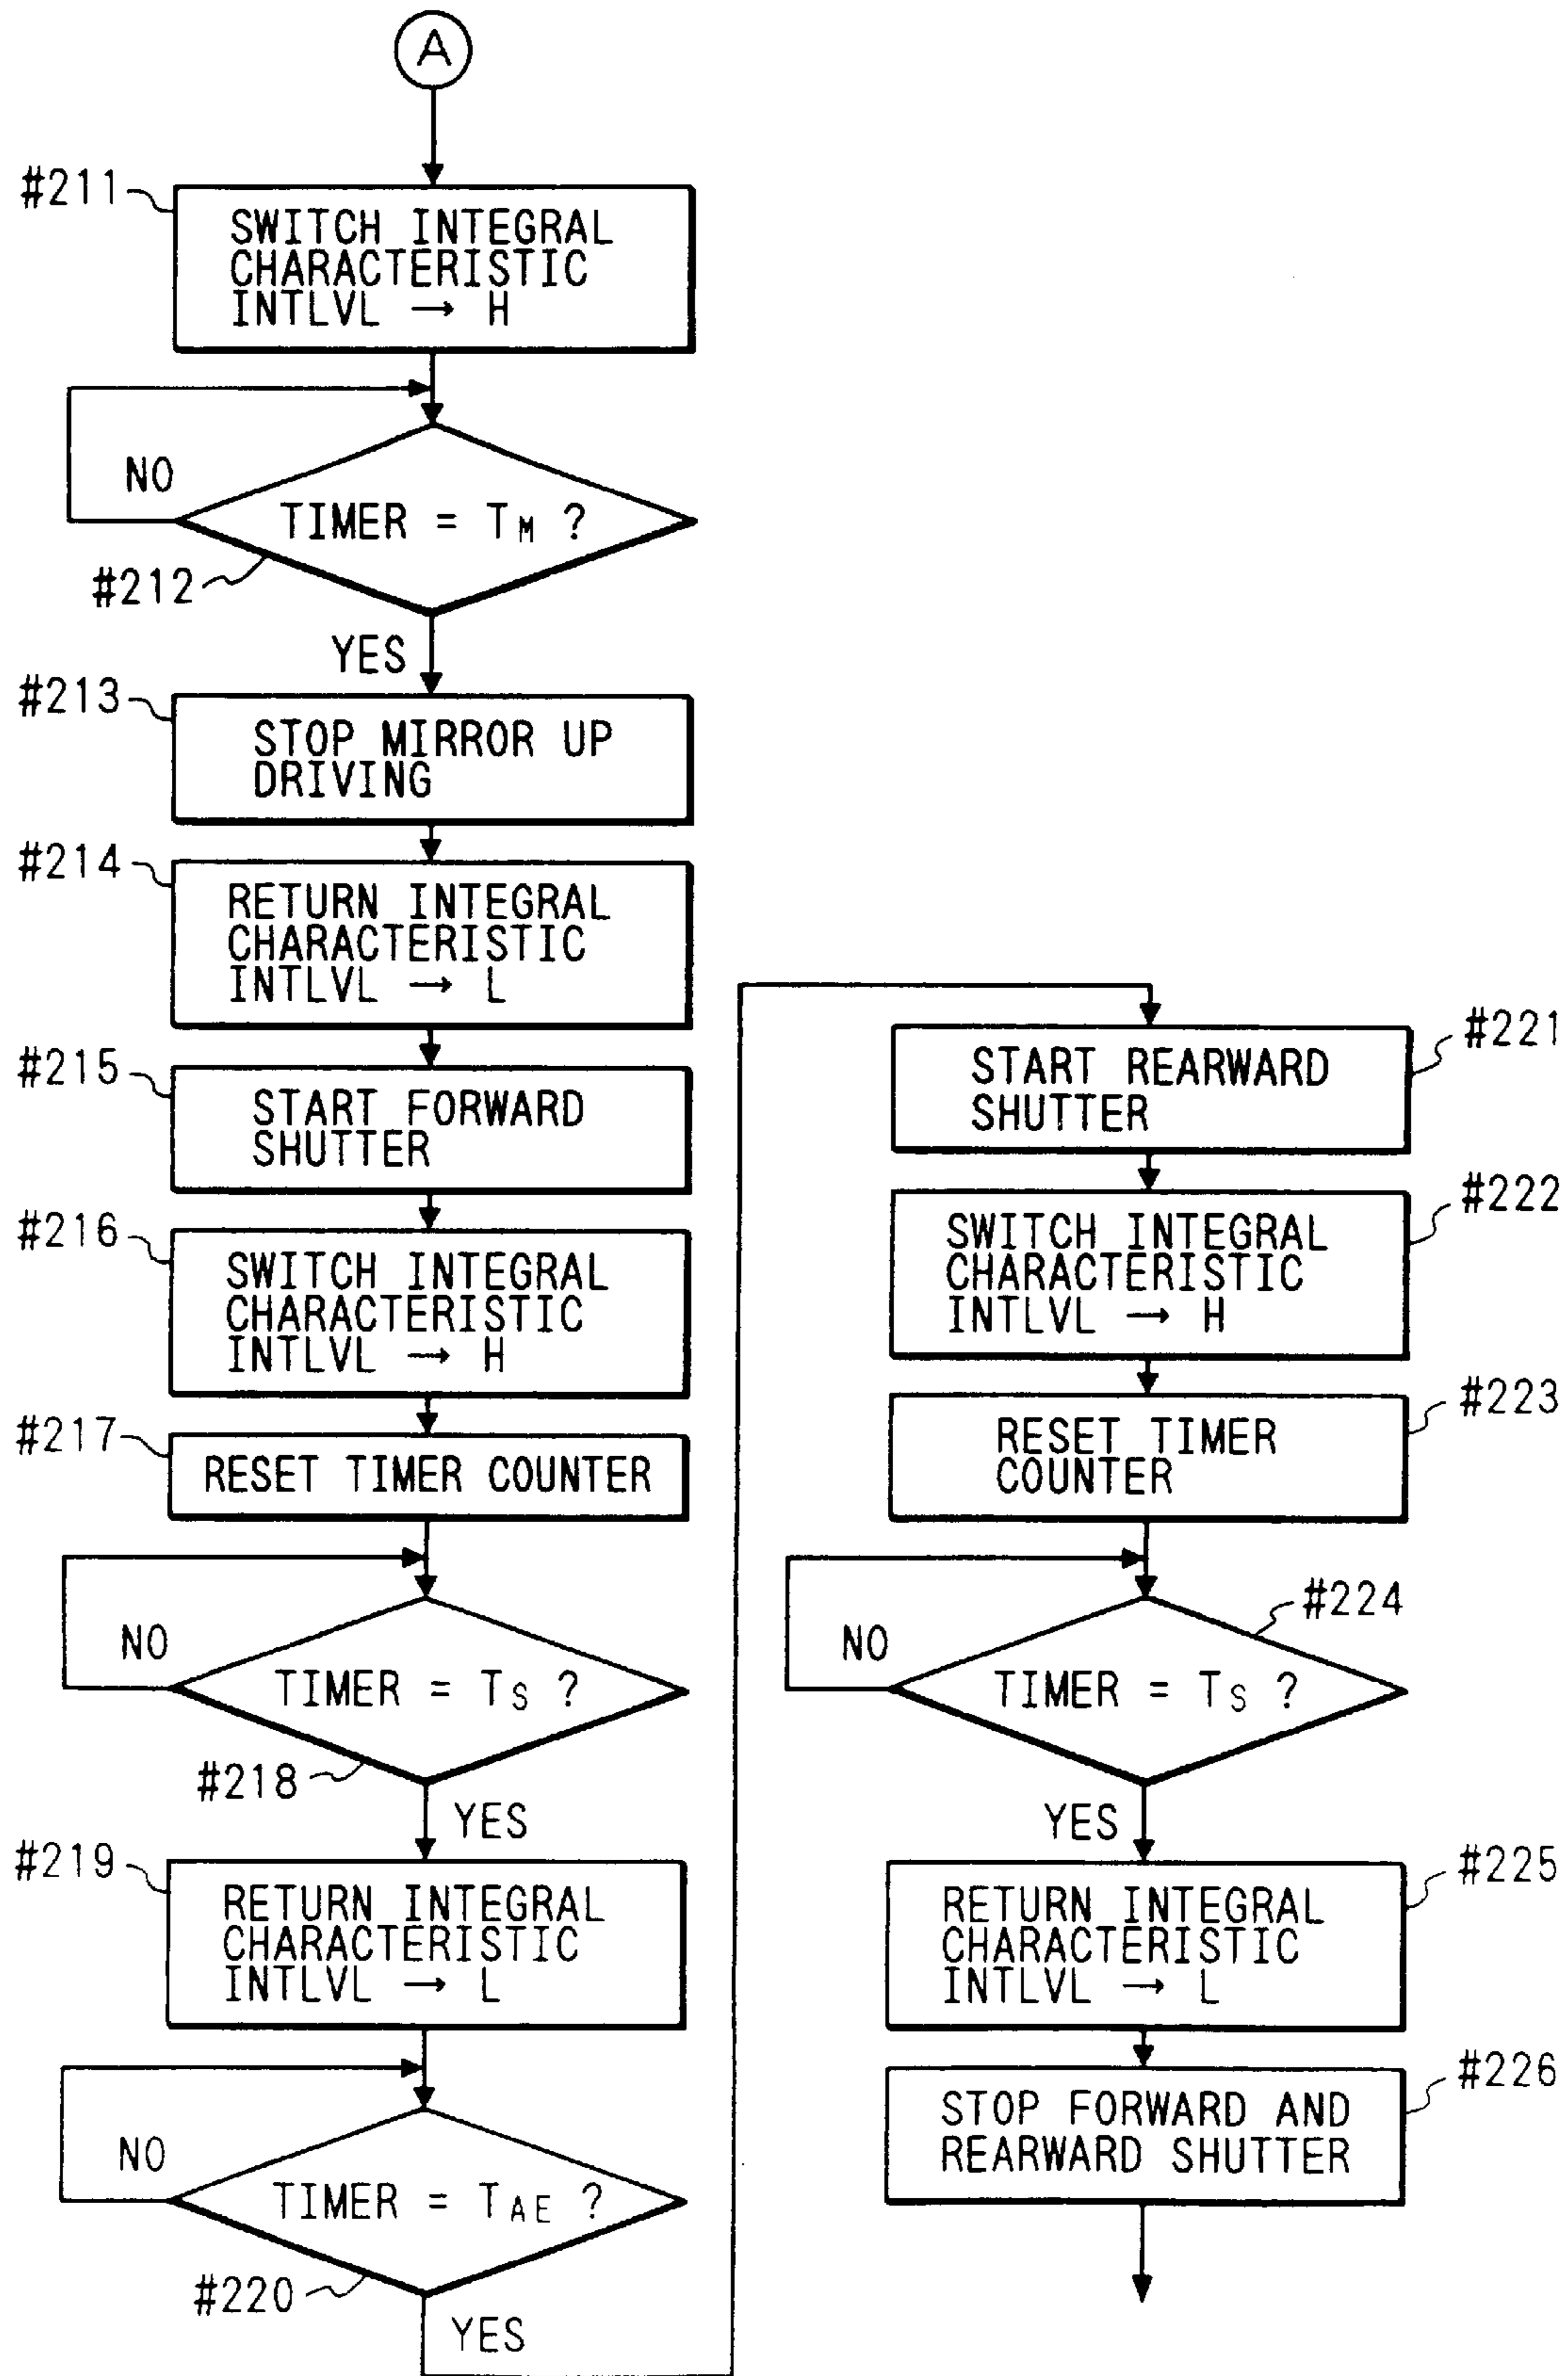 A
#211
SWITCH INTEGRAL
CHARACTERISTIC
INTLVL → H
NO
TIMER = TM ?
#212
YES
#213
STOP MIRROR UP
DRIVING
#214
RETURN INTEGRAL
CHARACTERISTIC
INTLVL → L
#215
START FORWARD
SHUTTER
#216
SWITCH INTEGRAL
CHARACTERISTIC
INTLVL → H
#217
RESET TIMER COUNTER
NO
TIMER = TS ?
#218
YES
#219
RETURN INTEGRAL
CHARACTERISTIC
INTLVL → L
NO
TIMER = TAE ?
#220
YES
#221
START REARWARD
SHUTTER
#222
SWITCH INTEGRAL
CHARACTERISTIC
INTLVL → H
#223
RESET TIMER
COUNTER
#224
NO
TIMER = TS ?
YES
#225
RETURN INTEGRAL
CHARACTERISTIC
INTLVL → L
#226
STOP FORWARD AND
REARWARD SHUTTER